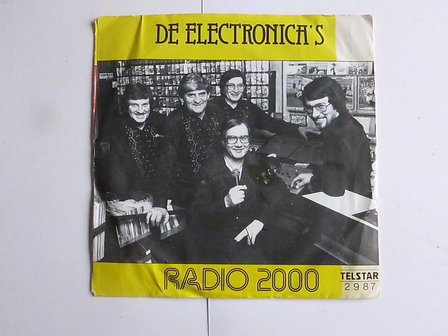 DE ELECTRONICA'S
RADIO 2000
TELSTAR
2987